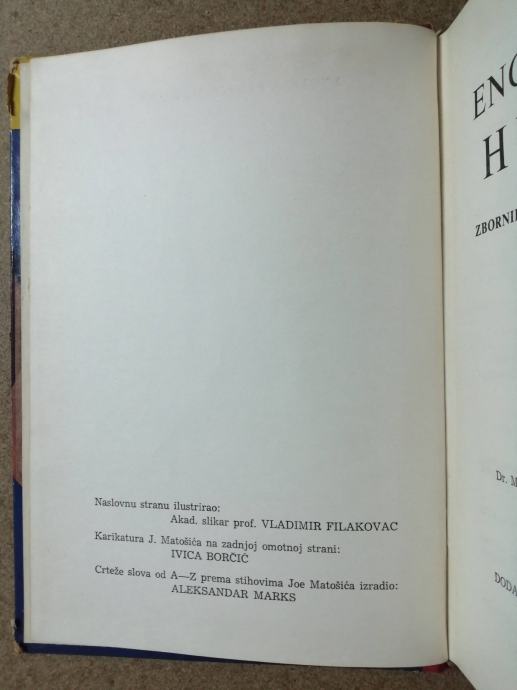 Naslovnu stranu ilustrirao:
Akad. slikar prof. VLADIMIR FILAKOVAC
Karikatura J. Matošića na zadnjoj omotnoj strani:
IVICA BORČIĆ
Crteže slova od A—Z prema stihovima Joe Matošića izradio:
ALEKSANDAR MARKS
ZBORNI
Dr. M
DODA